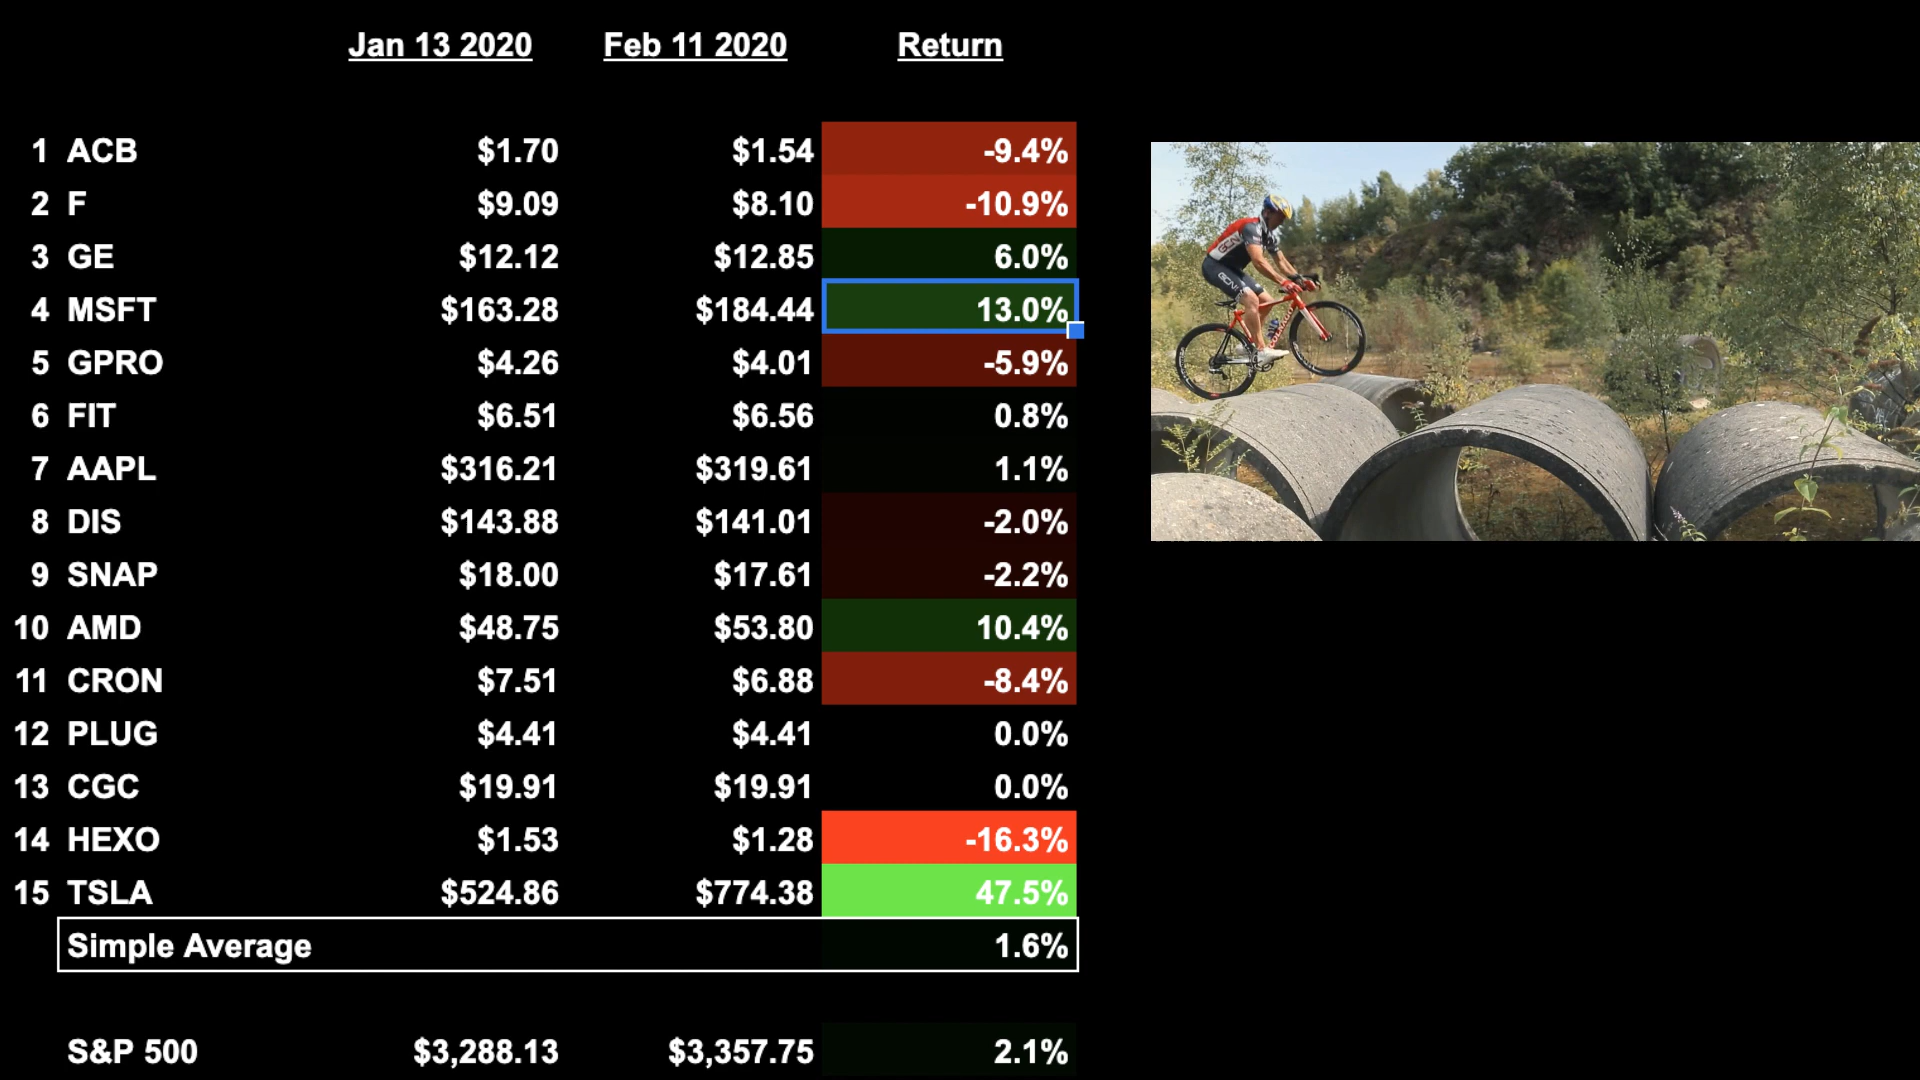 Jan 13 2020 Feb 11 2020 Return
1 ACB $1.70 $1.54 -9.4%
2 F $9.09 $8.10 -10.9%
3 GE $12.12 $12.85 6.0%
4 MSFT $163.28 $184.44 13.0%
5 GPRO $4.26 $4.01 -5.9%
6 FIT $6.51 $6.56 0.8%
7 AAPL $316.21 $319.61 1.1%
8 DIS $143.88 $141.01 -2.0%
9 SNAP $18.00 $17.61 -2.2%
10 AMD $48.75 $53.80 10.4%
11 CRON $7.51 $6.88 -8.4%
12 PLUG $4.41 $4.41 0.0%
13 CGC $19.91 $19.91 0.0%
14 HEXO $1.53 $1.28 -16.3%
15 TSLA $524.86 $774.38 47.5%
Simple Average 1.6%
S&P 500 $3,288.13 $3,357.75 2.1%
GCN
GCN